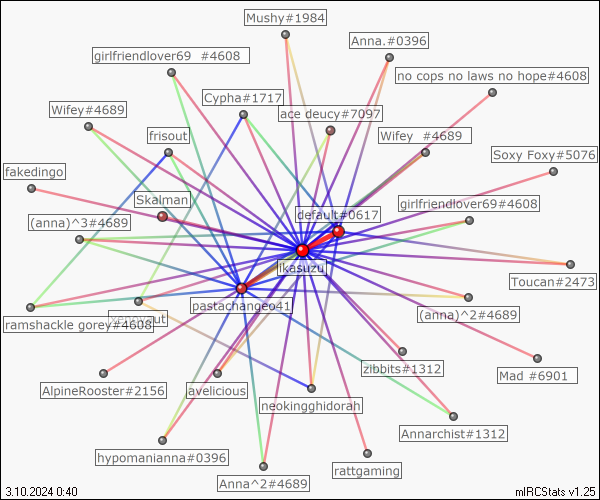 Mushy#1984
Anna.#0396
girlfriendlover69 #4608
no cops no laws no hope#4608
Cypha#1717
Wifey#4689
ace deucy#7097
frisout
Wifey #4689
Soxy Foxy#5076
fakedingo
Skalman
girlfriendlover69#4608
default#0617
(anna)^3#4689
ikasuzu
Toucan#2473
pastachangeo41
(anna)^2#4689
ramshackle gorey#4608
zibbits#1312
Mad #6901
AlpineRooster#2156
avelicious
neokingghidorah
Annarchist#1312
hypomanianna#0396
rattgaming
Anna^2#4689
3.10.2024 0:40
mIRCStats v1.25